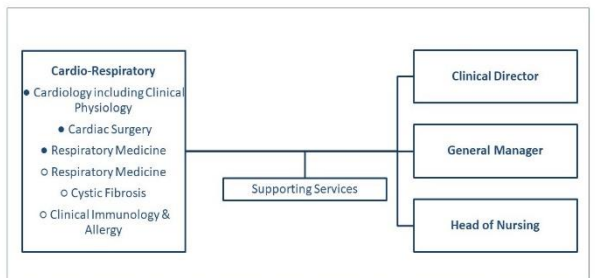 Cardio-Respiratory
● Cardiology including Clinical
Physiology
● Cardiac Surgery
● Respiratory Medicine
○ Respiratory Medicine
○ Cystic Fibrosis
○ Clinical Immunology &
Allergy
Supporting Services
Clinical Director
General Manager
Head of Nursing